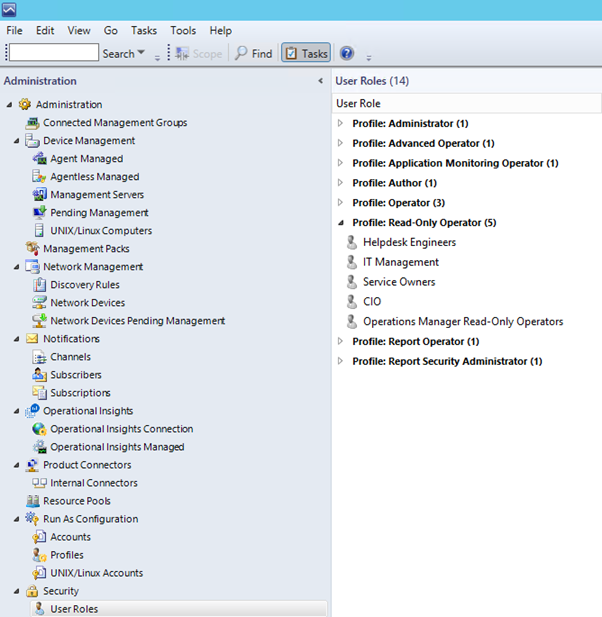 File Edit View Go Tasks Tools Help
Search Scope Find Tasks
Administration
Administration
Connected Management Groups
Device Management
Agent Managed
Agentless Managed
Management Servers
Pending Management
UNIX/Linux Computers
Management Packs
Network Management
Discovery Rules
Network Devices
Network Devices Pending Management
Notifications
Channels
Subscribers
Subscriptions
Operational Insights
Operational Insights Connection
Operational Insights Managed
Product Connectors
Internal Connectors
Resource Pools
Run As Configuration
Accounts
Profiles
UNIX/Linux Accounts
Security
User Roles
User Roles (14)
User Role
Profile: Administrator (1)
Profile: Advanced Operator (1)
Profile: Application Monitoring Operator (1)
Profile: Author (1)
Profile: Operator (3)
Profile: Read-Only Operator (5)
Helpdesk Engineers
IT Management
Service Owners
CIO
Operations Manager Read-Only Operators
Profile: Report Operator (1)
Profile: Report Security Administrator (1)